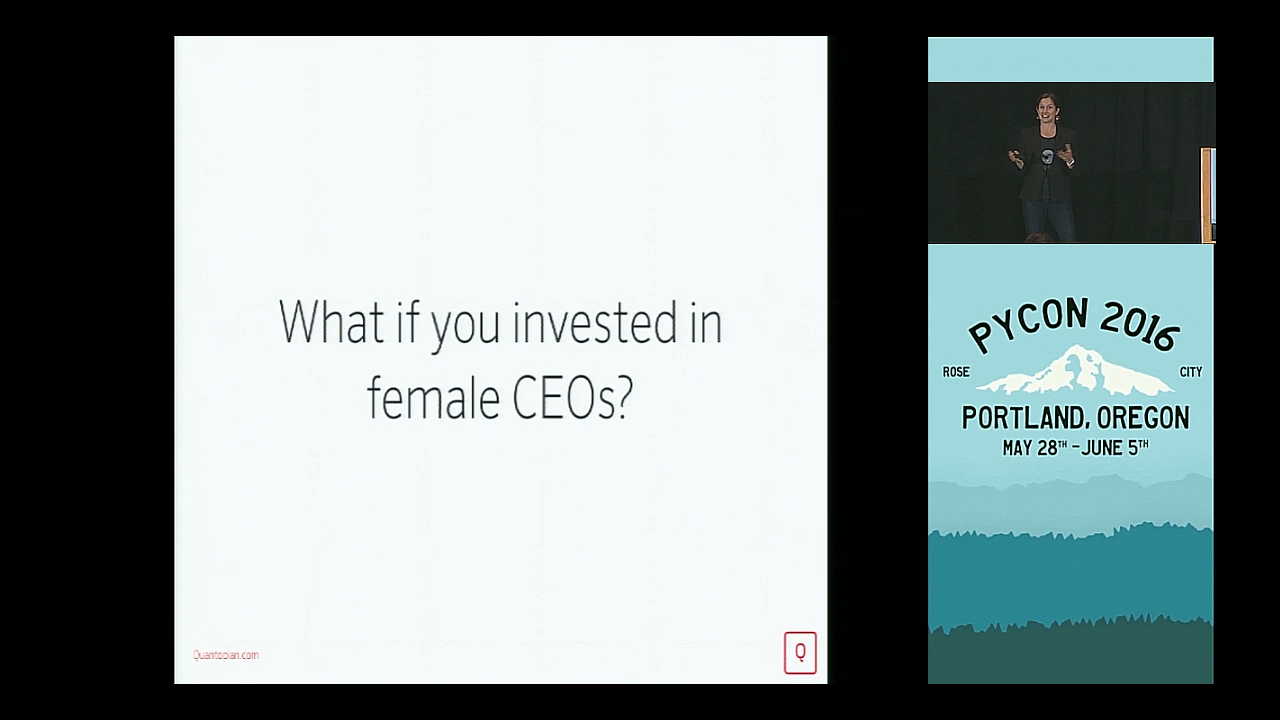 What if you invested in
female CEOs?
Quantopian.com
Q
PYCON 2016
ROSE
CITY
PORTLAND, OREGON
MAY 28TH - JUNE 5TH